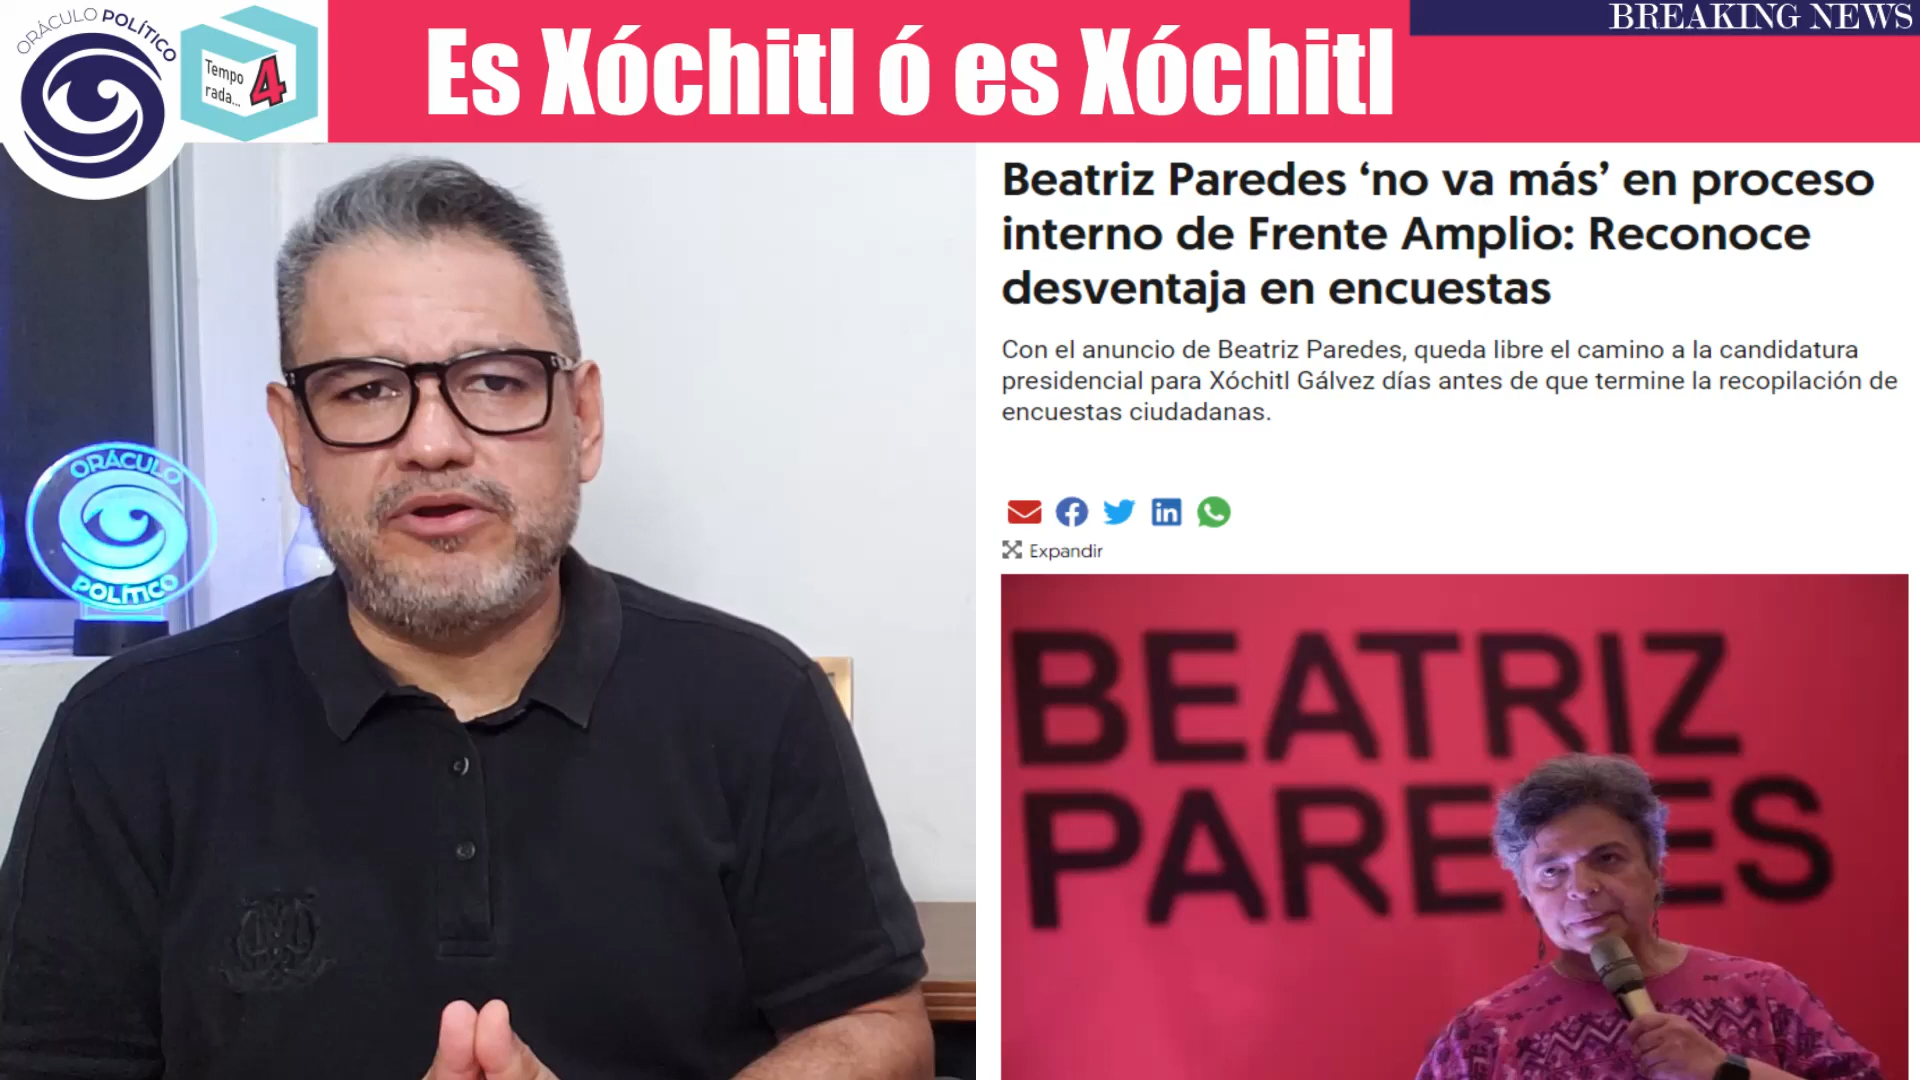 ORÁCULO POLÍTICO
Tempo
rada... 4
Es Xóchitl ó es Xóchitl
BREAKING NEWS
ORÁCULO
POLÍTICO
Beatriz Paredes ‘no va más’ en proceso
interno de Frente Amplio: Reconoce
desventaja en encuestas
Con el anuncio de Beatriz Paredes, queda libre el camino a la candidatura
presidencial para Xóchitl Gálvez días antes de que termine la recopilación de
encuestas ciudadanas.
Expandir
BEATRIZ
PAREDES